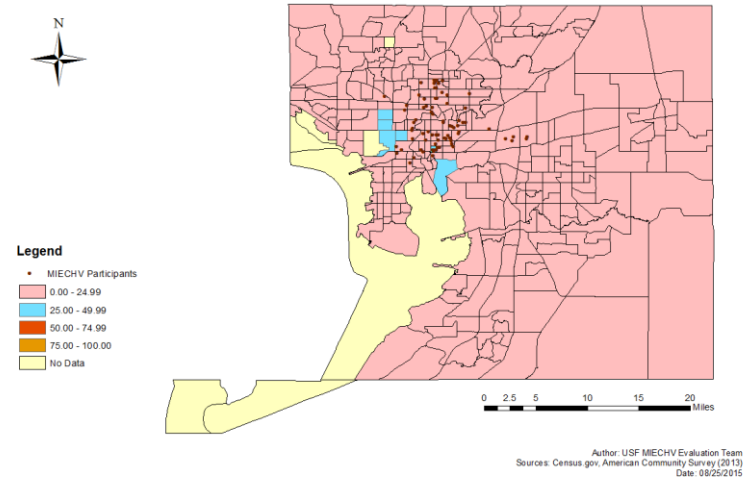 N
Legend
MIECHV Participants
0.00 - 24.99
25.00 - 49.99
50.00 - 74.99
75.00 - 100.00
No Data
0 2.5 5 10 15 20
Miles
Author: USF MIECHV Evaluation Team
Sources: Census.gov, American Community Survey (2013)
Date: 08/25/2015